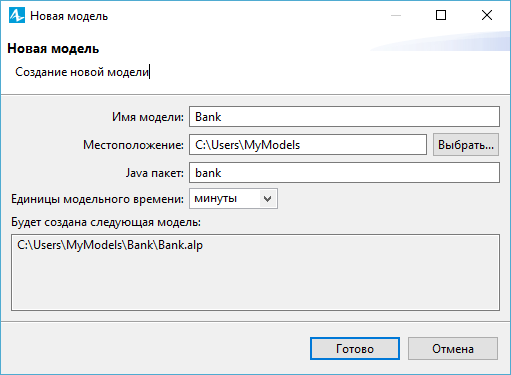 Новая модель
Новая модель
Создание новой модели
Имя модели: Bank
Местоположение: C:\Users\MyModels Выбрать...
Java пакет: bank
Единицы модельного времени: минуты
Будет создана следующая модель:
C:\Users\MyModels\Bank\Bank.alp
Готово Отмена